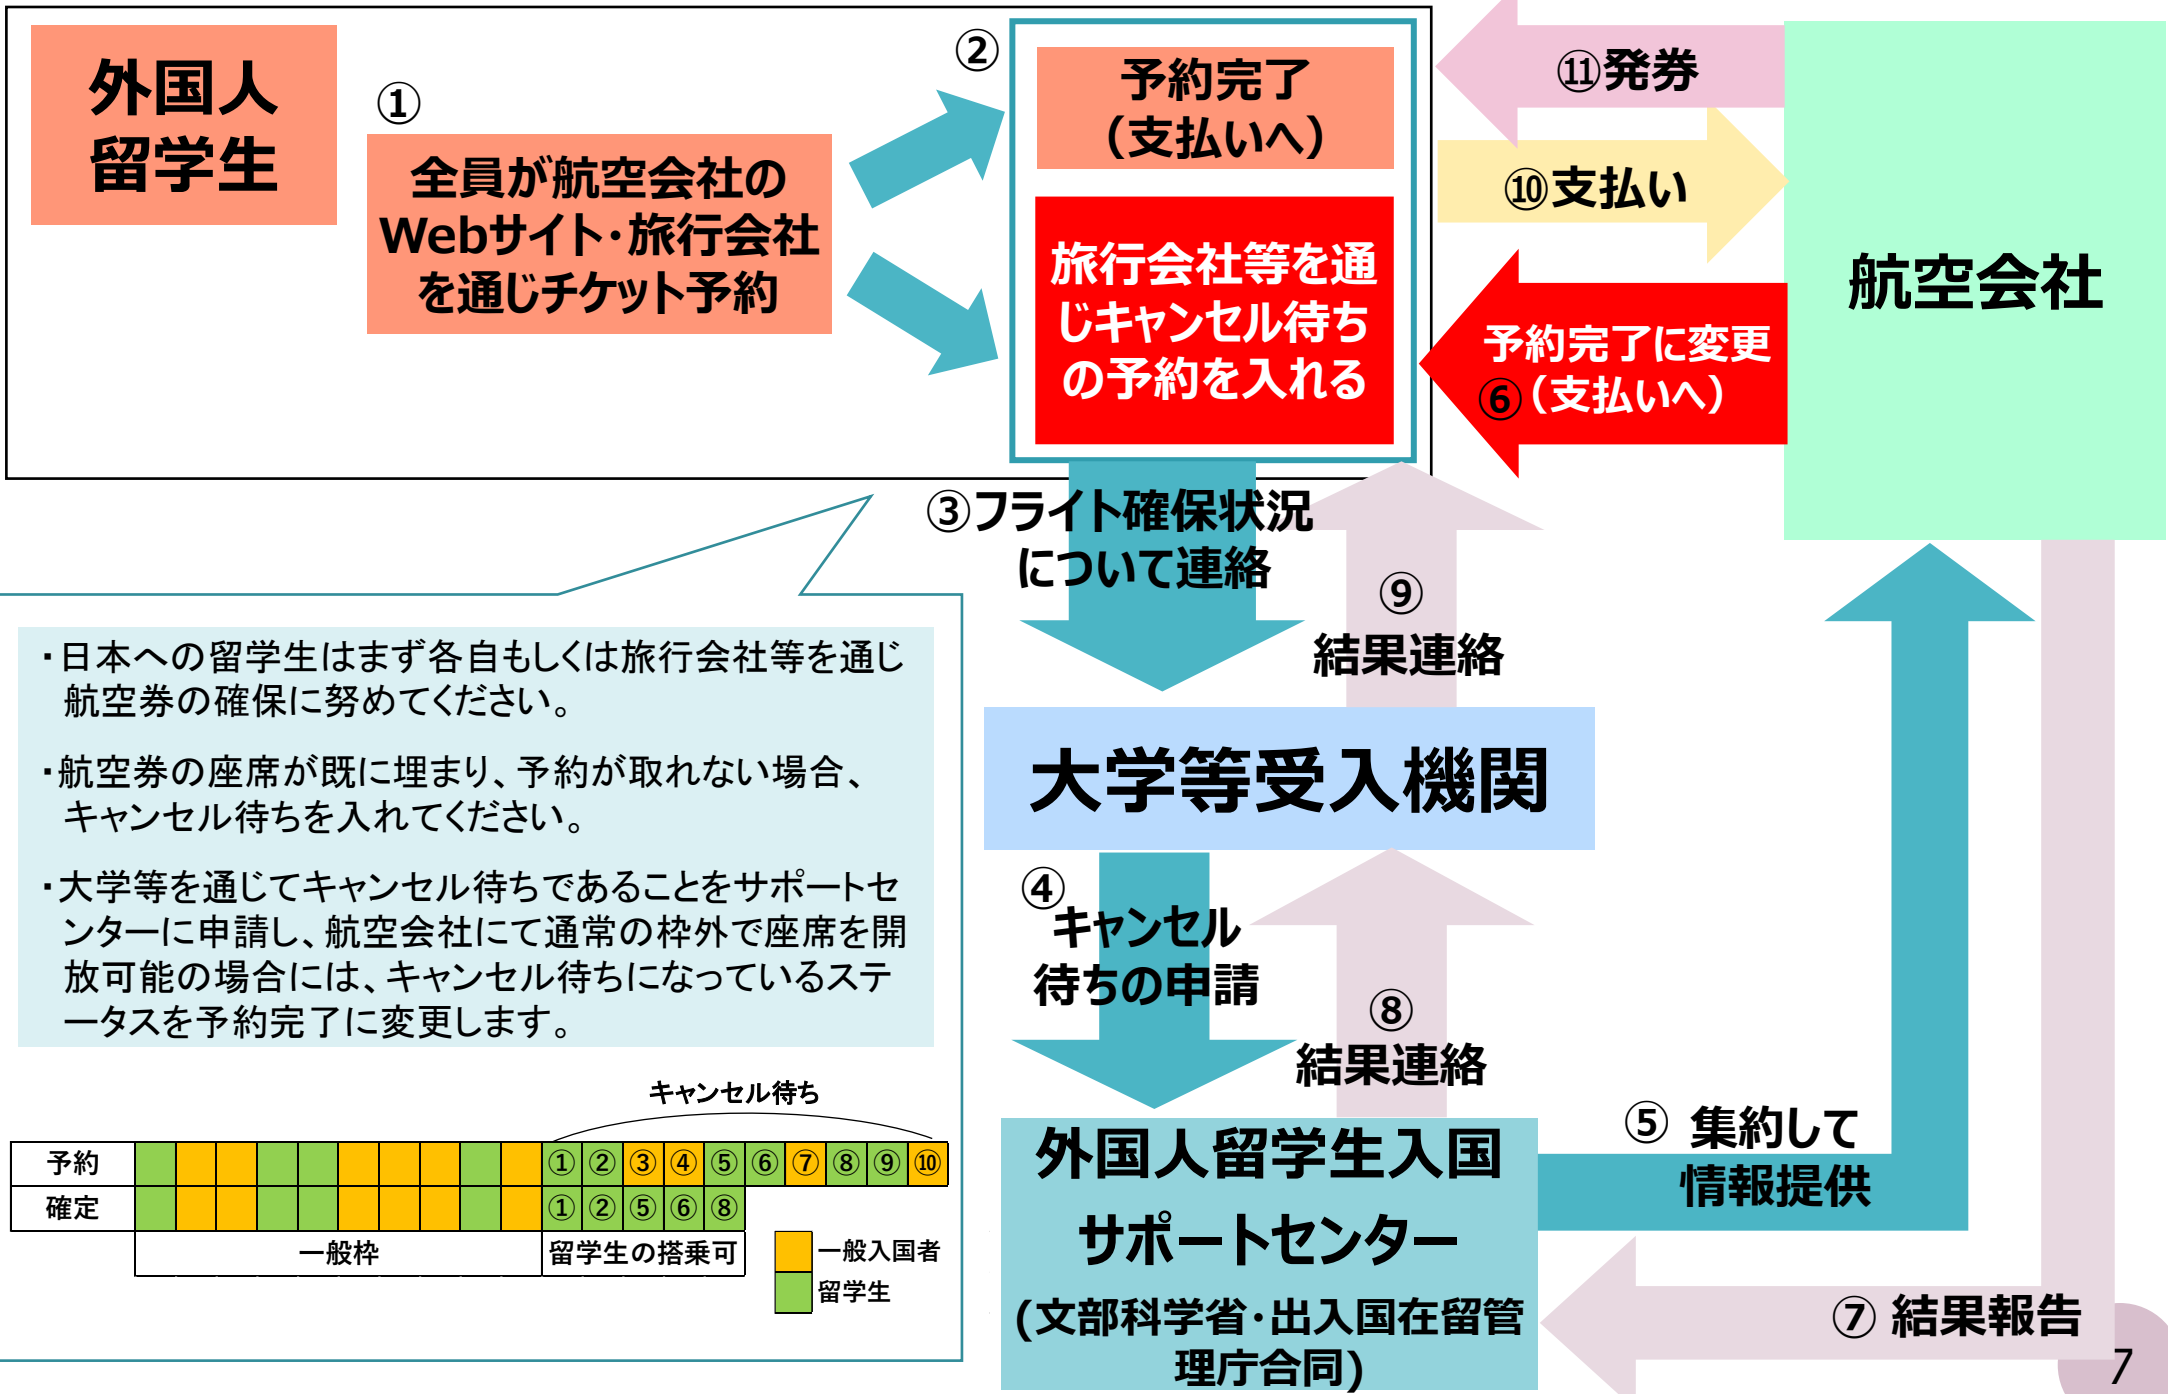 外国人
留学生
①
全員が航空会社の
Webサイト・旅行会社
を通じチケット予約
②
予約完了
（支払いへ）
旅行会社等を通
じキャンセル待ち
の予約を入れる
⑪発券
⑩支払い
予約完了に変更
⑥（支払いへ）
航空会社
③フライト確保状況
について連絡
⑨
結果連絡
・日本への留学生はまず各自もしくは旅行会社等を通じ
航空券の確保に努めてください。
・航空券の座席が既に埋まり、予約が取れない場合、
キャンセル待ちを入れてください。
・大学等を通じてキャンセル待ちであることをサポートセ
ンターに申請し、航空会社にて通常の枠外で座席を開
放可能の場合には、キャンセル待ちになっているステ
ータスを予約完了に変更します。
大学等受入機関
④
キャンセル
待ちの申請
⑧
結果連絡
キャンセル待ち
予約 ① ② ③ ④ ⑤ ⑥ ⑦ ⑧ ⑨ ⑩
確定 ① ② ⑤ ⑥ ⑧
一般枠 留学生の搭乗可
一般入国者
留学生
外国人留学生入国
サポートセンター
(文部科学省・出入国在留管
理庁合同)
⑤ 集約して
情報提供
⑦ 結果報告
7